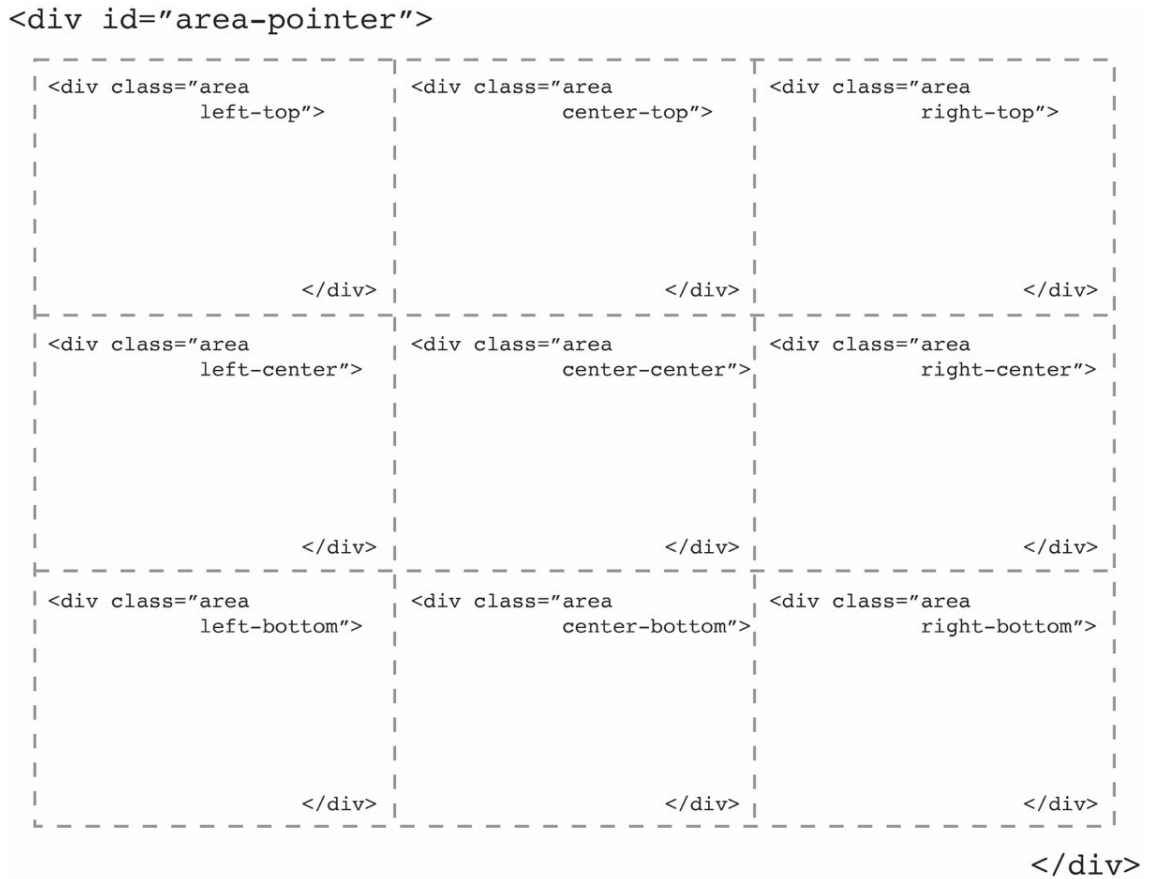 <div id="area-pointer">
<div class="area
left-top">
</div>
<div class="area
center-top">
</div>
<div class="area
right-top">
</div>
<div class="area
left-center">
</div>
<div class="area
center-center">
</div>
<div class="area
right-center">
</div>
<div class="area
left-bottom">
</div>
<div class="area
center-bottom">
</div>
<div class="area
right-bottom">
</div>
</div>